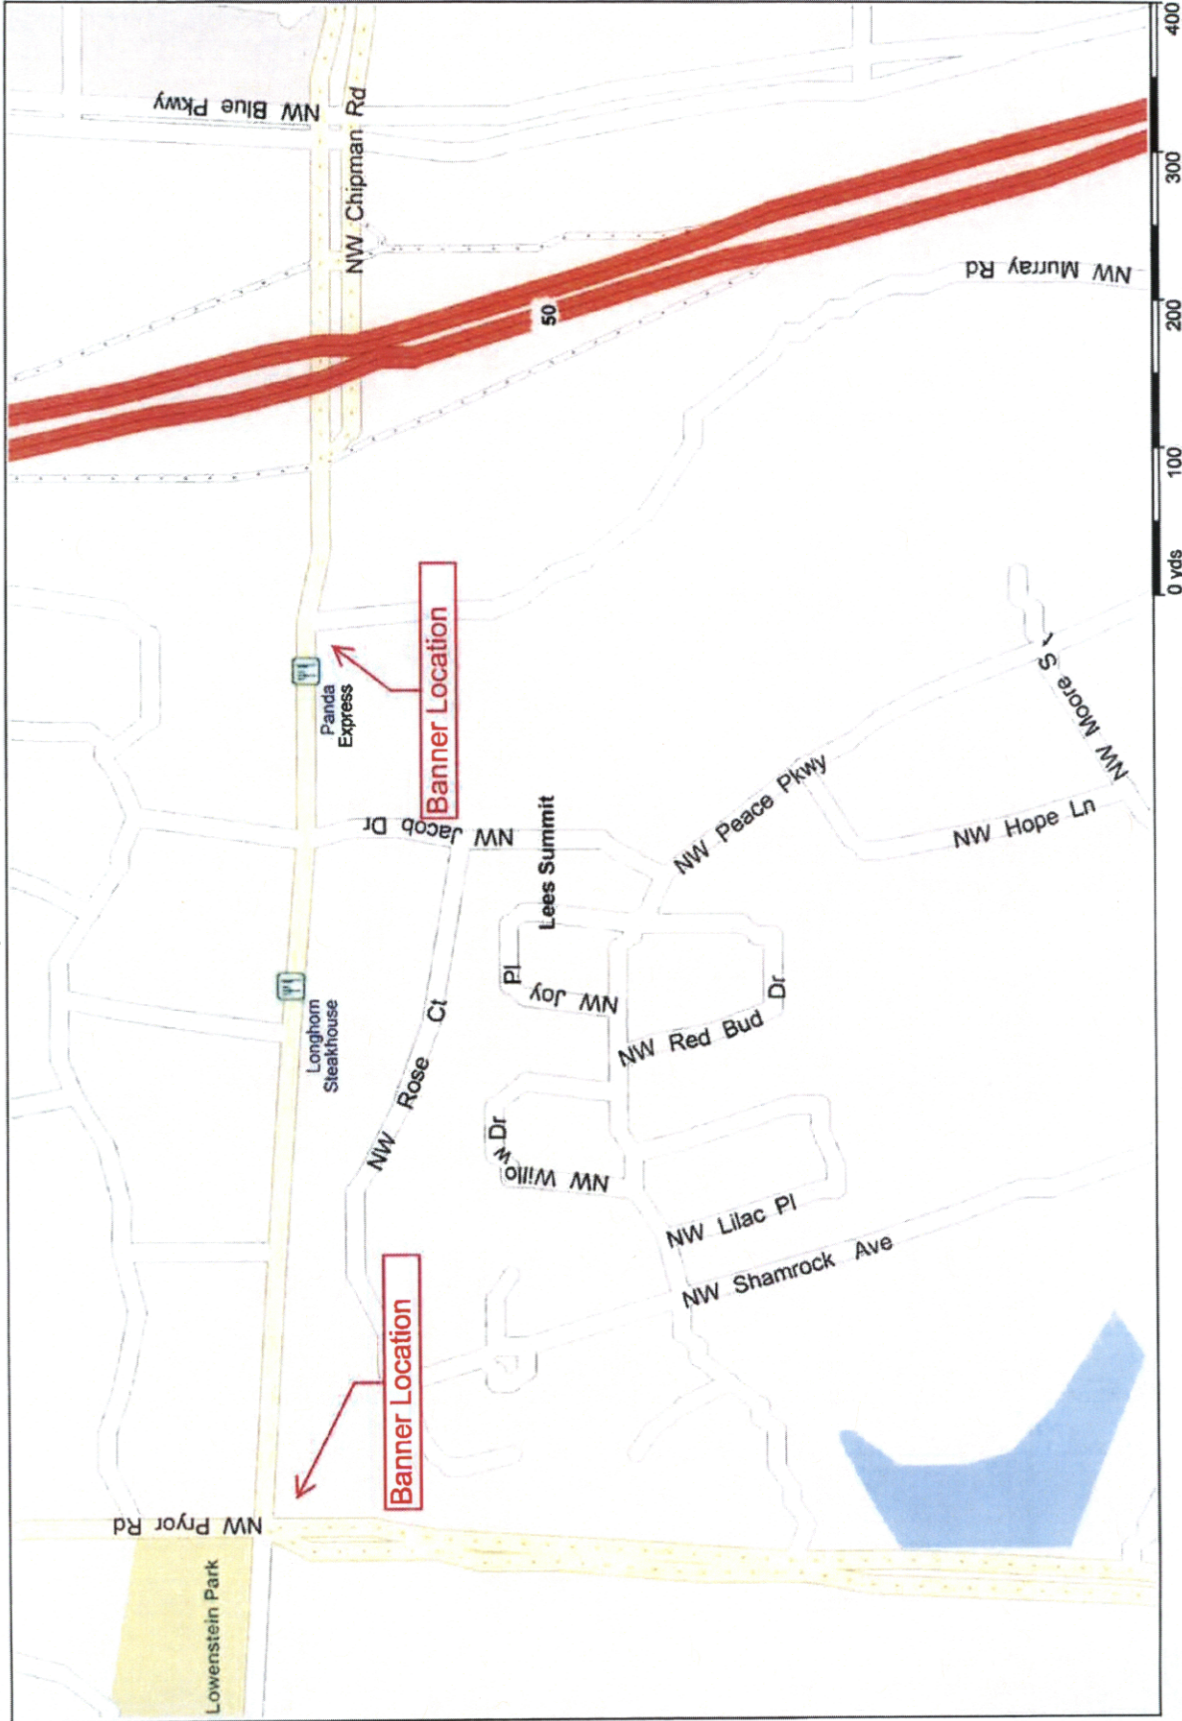 NW Pryor Rd
Lowenstein Park
Longhorn
Steakhouse
Panda
Express
NW Chipman Rd
NW Blue Pkwy
Banner Location
Banner Location
NW Jacob Dr
NW Rose Ct
Lees Summit
50
NW Murray Rd
NW Willow Dr
NW Joy Pl
NW Red Bud Dr
NW Lilac Pl
NW Shamrock Ave
NW Peace Pkwy
NW Hope Ln
NW Moore St
0 yds 100 200 300 400